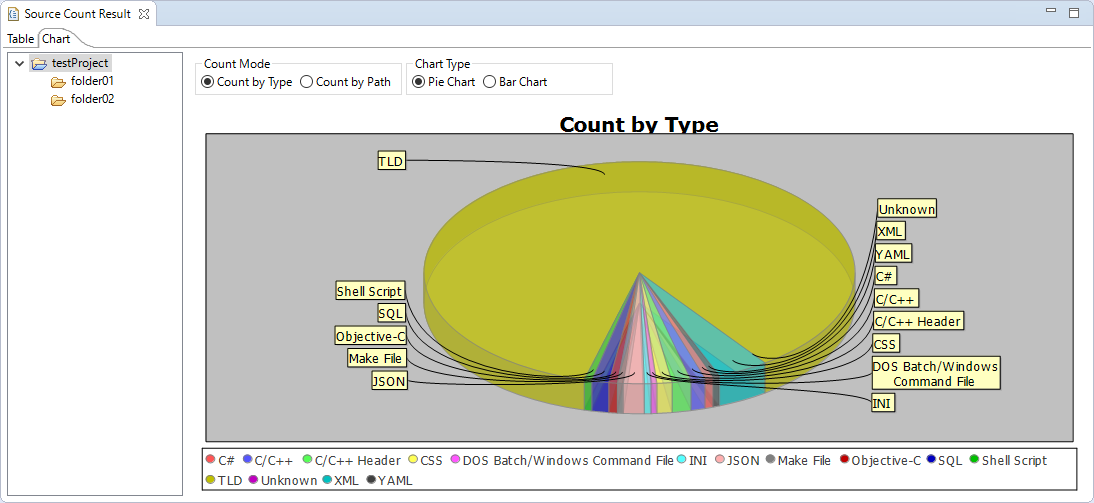 Source Count Result
Table Chart
testProject
folder01
folder02
Count Mode
Count by Type Count by Path
Chart Type
Pie Chart Bar Chart
Count by Type
TLD
Shell Script
SQL
Objective-C
Make File
JSON
Unknown
XML
YAML
C#
C/C++
C/C++ Header
CSS
DOS Batch/Windows
Command File
INI
C# C/C++ C/C++ Header CSS DOS Batch/Windows Command File INI JSON Make File Objective-C SQL Shell Script
TLD Unknown XML YAML